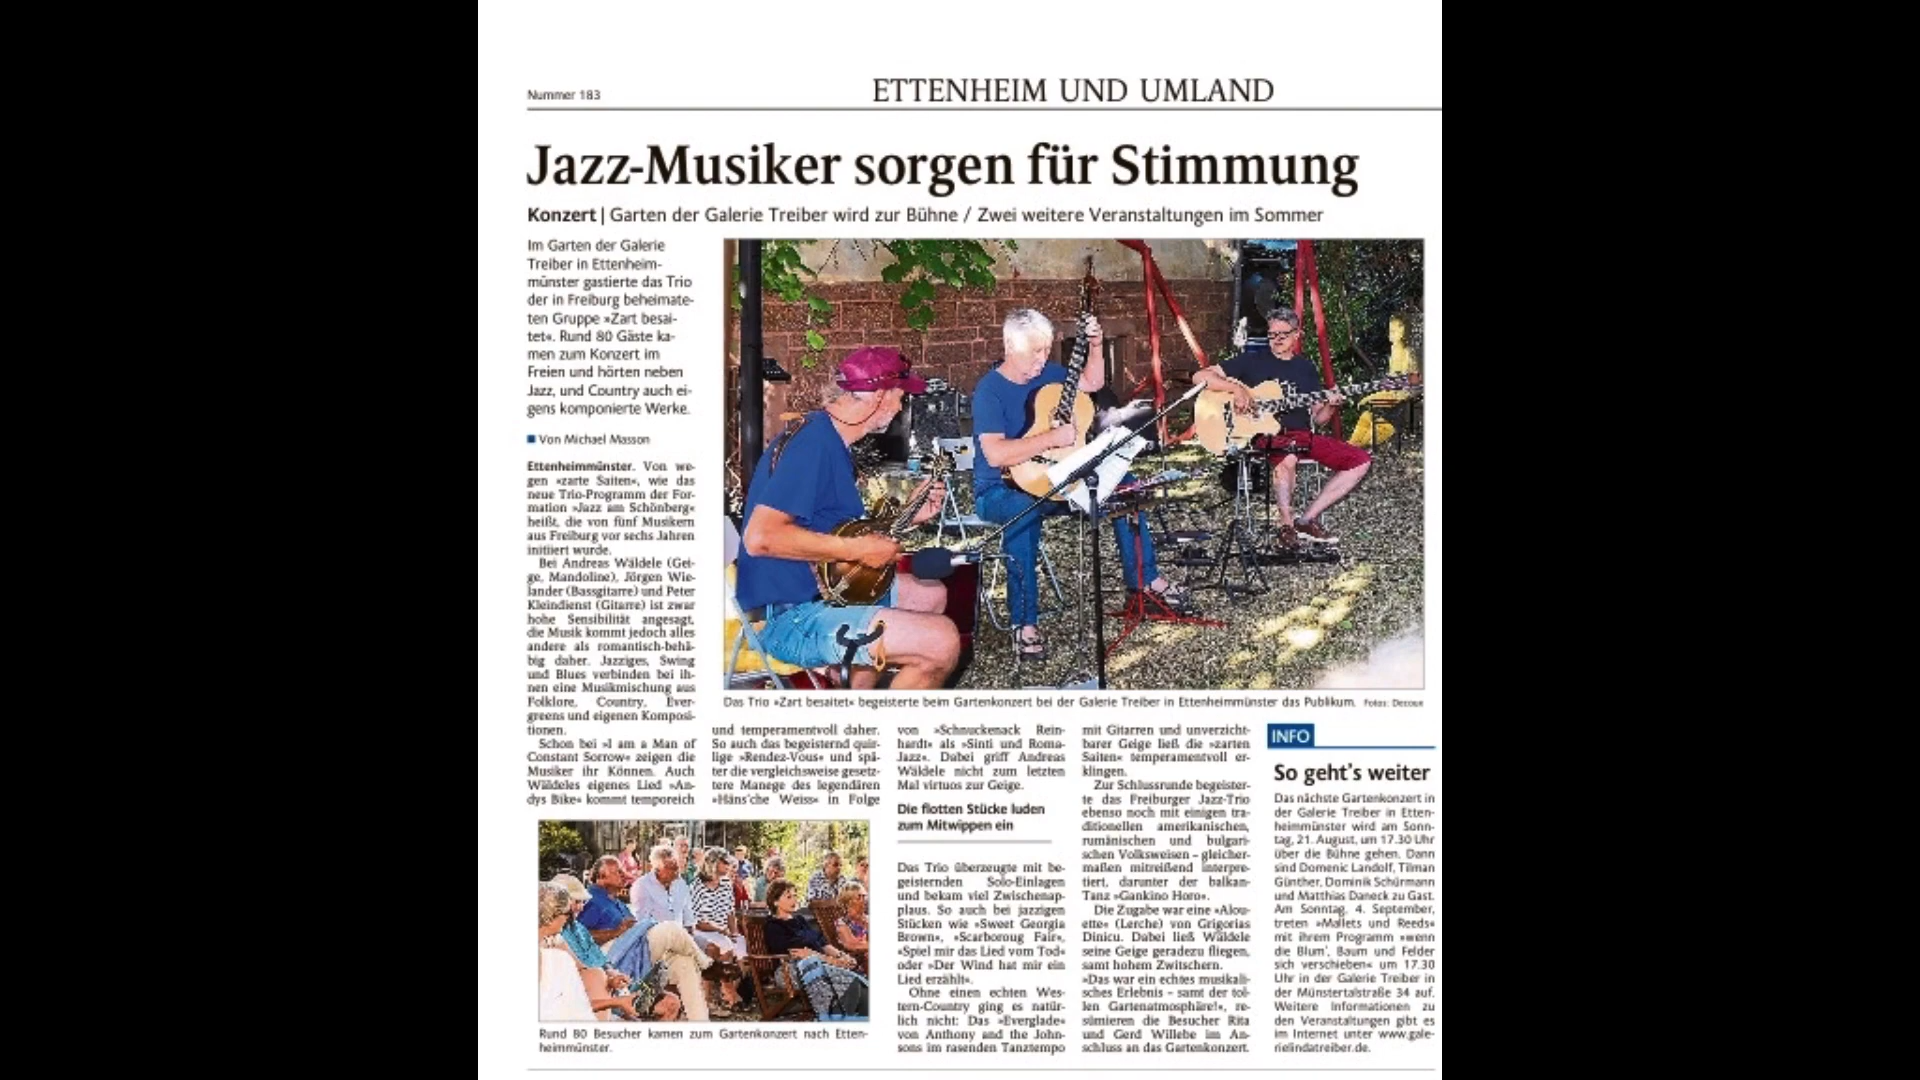 Nummer 183
ETTENHEIM UND UMLAND
Jazz-Musiker sorgen für Stimmung
Konzert | Garten der Galerie Treiber wird zur Bühne / Zwei weitere Veranstaltungen im Sommer
Im Garten der Galerie
Treiber in Ettenheim-
münster gastierte das Trio
der in Freiburg beheimate-
ten Gruppe »Zart besai-
tet«. Rund 80 Gäste ka-
men zum Konzert im
Freien und hörten neben
Jazz, und Country auch ei-
gens komponierte Werke.
Von Michael Masson
Ettenheimmünster. Von we-
gen »zarte Saiten«, wie das
neue Trio-Programm der For-
mation »Jazz am Schönberg«
heißt, die von fünf Musikern
aus Freiburg vor sechs Jahren
initiiert wurde.
Bei Andreas Wäldele (Gei-
ge, Mandoline), Jörgen Wie-
lander (Bassgitarre) und Peter
Kleindienst (Gitarre) ist zwar
hohe Sensibilität angesagt,
die Musik kommt jedoch alles
andere als romantisch-behä-
big daher. Jazziges, Swing
und Blues verbinden bei ih-
nen eine Musikmischung aus
Folklore, Country, Ever-
greens und eigenen Komposi-
tionen.
Schon bei »I am a Man of
Constant Sorrow« zeigen die
Musiker ihr Können. Auch
Wäldeles eigenes Lied »An-
dys Bike« kommt temporeich
Das Trio »Zart besaitet« begeisterte beim Gartenkonzert bei der Galerie Treiber in Ettenheimmünster das Publikum. Fotos: Decoux
und temperamentvoll daher.
So auch das begeisternd quir-
lige »Rendez-Vous« und spä-
ter die vergleichsweise gesetz-
tere Manege des legendären
»Häns'che Weiss« in Folge
Rund 80 Besucher kamen zum Gartenkonzert nach Etten-
heimmünster.
von »Schnuckenack Rein-
hardt« als »Sinti und Roma-
Jazz«. Dabei griff Andreas
Wäldele nicht zum letzten
Mal virtuos zur Geige.
Die flotten Stücke luden
zum Mitwippen ein
Das Trio überzeugte mit be-
geisternden Solo-Einlagen
und bekam viel Zwischenap-
plaus. So auch bei jazzigen
Stücken wie »Sweet Georgia
Brown«, »Scarboroug Fair«,
»Spiel mir das Lied vom Tod«
oder »Der Wind hat mir ein
Lied erzählt«.
Ohne einen echten Wes-
tern-Country ging es natür-
lich nicht: Das »Everglade«
von Anthony and the John-
sons im rasenden Tanztempo
mit Gitarren und unverzicht-
barer Geige ließ die »zarten
Saiten« temperamentvoll er-
klingen.
Zur Schlussrunde begeister-
te das Freiburger Jazz-Trio
ebenso noch mit einigen tra-
ditionellen amerikanischen,
rumänischen und bulgari-
schen Volksweisen – gleicher-
maßen mitreißend interpre-
tiert, darunter der balkan-
Tanz »Gankino Horo«.
Die Zugabe war eine »Alou-
ette« (Lerche) von Grigorias
Dinicu. Dabei ließ Wäldele
seine Geige geradezu fliegen,
samt hohem Zwitschern.
»Das war ein echtes musikali-
sches Erlebnis – samt der tol-
len Gartenatmosphäre!«, re-
sümieren die Besucher Rita
und Gerd Willebe im An-
schluss an das Gartenkonzert.
INFO
So geht's weiter
Das nächste Gartenkonzert in
der Galerie Treiber in Etten-
heimmünster wird am Sonn-
tag, 21. August, um 17.30 Uhr
über die Bühne gehen. Dann
sind Domenic Landolf, Tilman
Günther, Dominik Schürmann
und Matthias Daneck zu Gast.
Am Sonntag, 4. September,
treten »Mallets und Reeds«
mit ihrem Programm »wenn
die Blum', Baum und Felder
sich verschieben« um 17.30
Uhr in der Galerie Treiber in
der Münstertalstraße 34 auf.
Weitere Informationen zu
den Veranstaltungen gibt es
im Internet unter www.gale-
rielindatreiber.de.